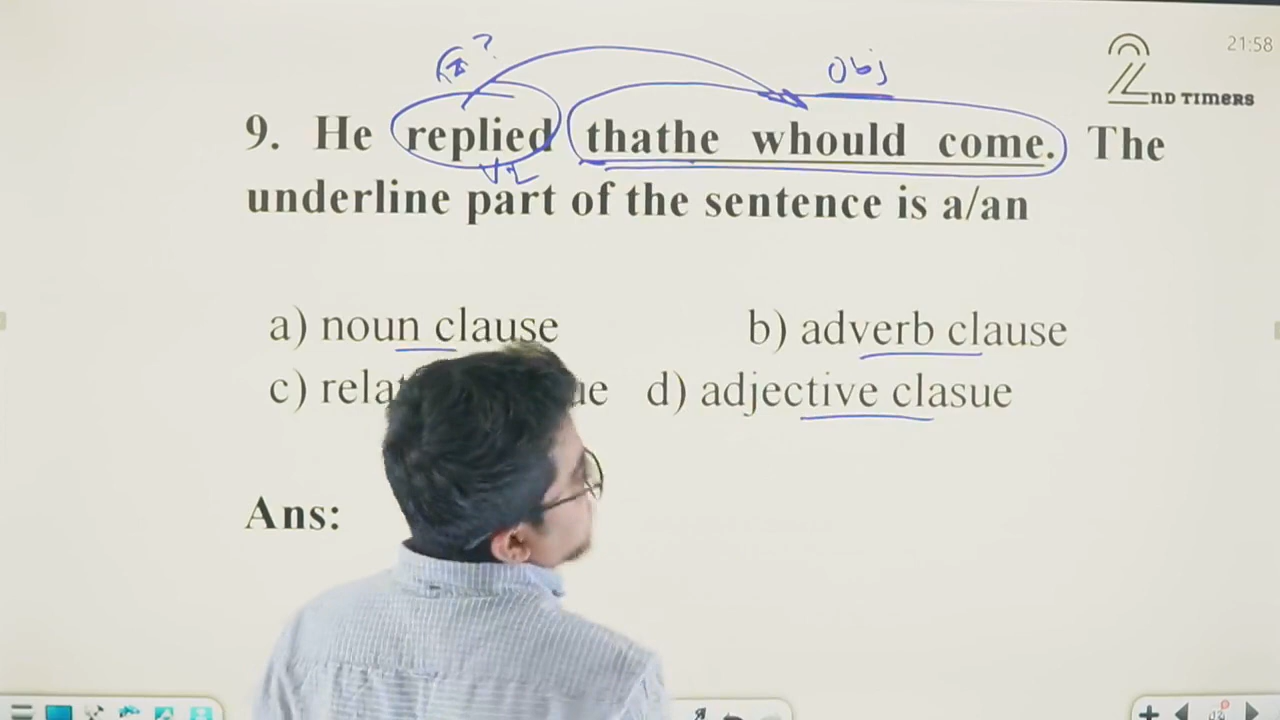 21:58
Obj
2
ND TIMERS
9. He replied thathe whould come. The
underline part of the sentence is a/an
a) noun clause b) adverb clause
c) d) adjective clasue
Ans: